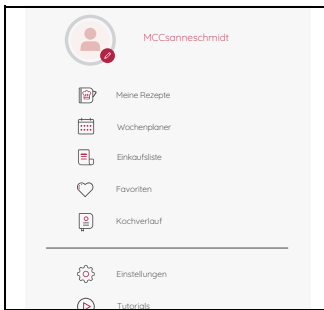 MCCsanneschmidt
Meine Rezepte
Wochenplaner
Einkaufsliste
Favoriten
Kochverlauf
Einstellungen
Tutorials